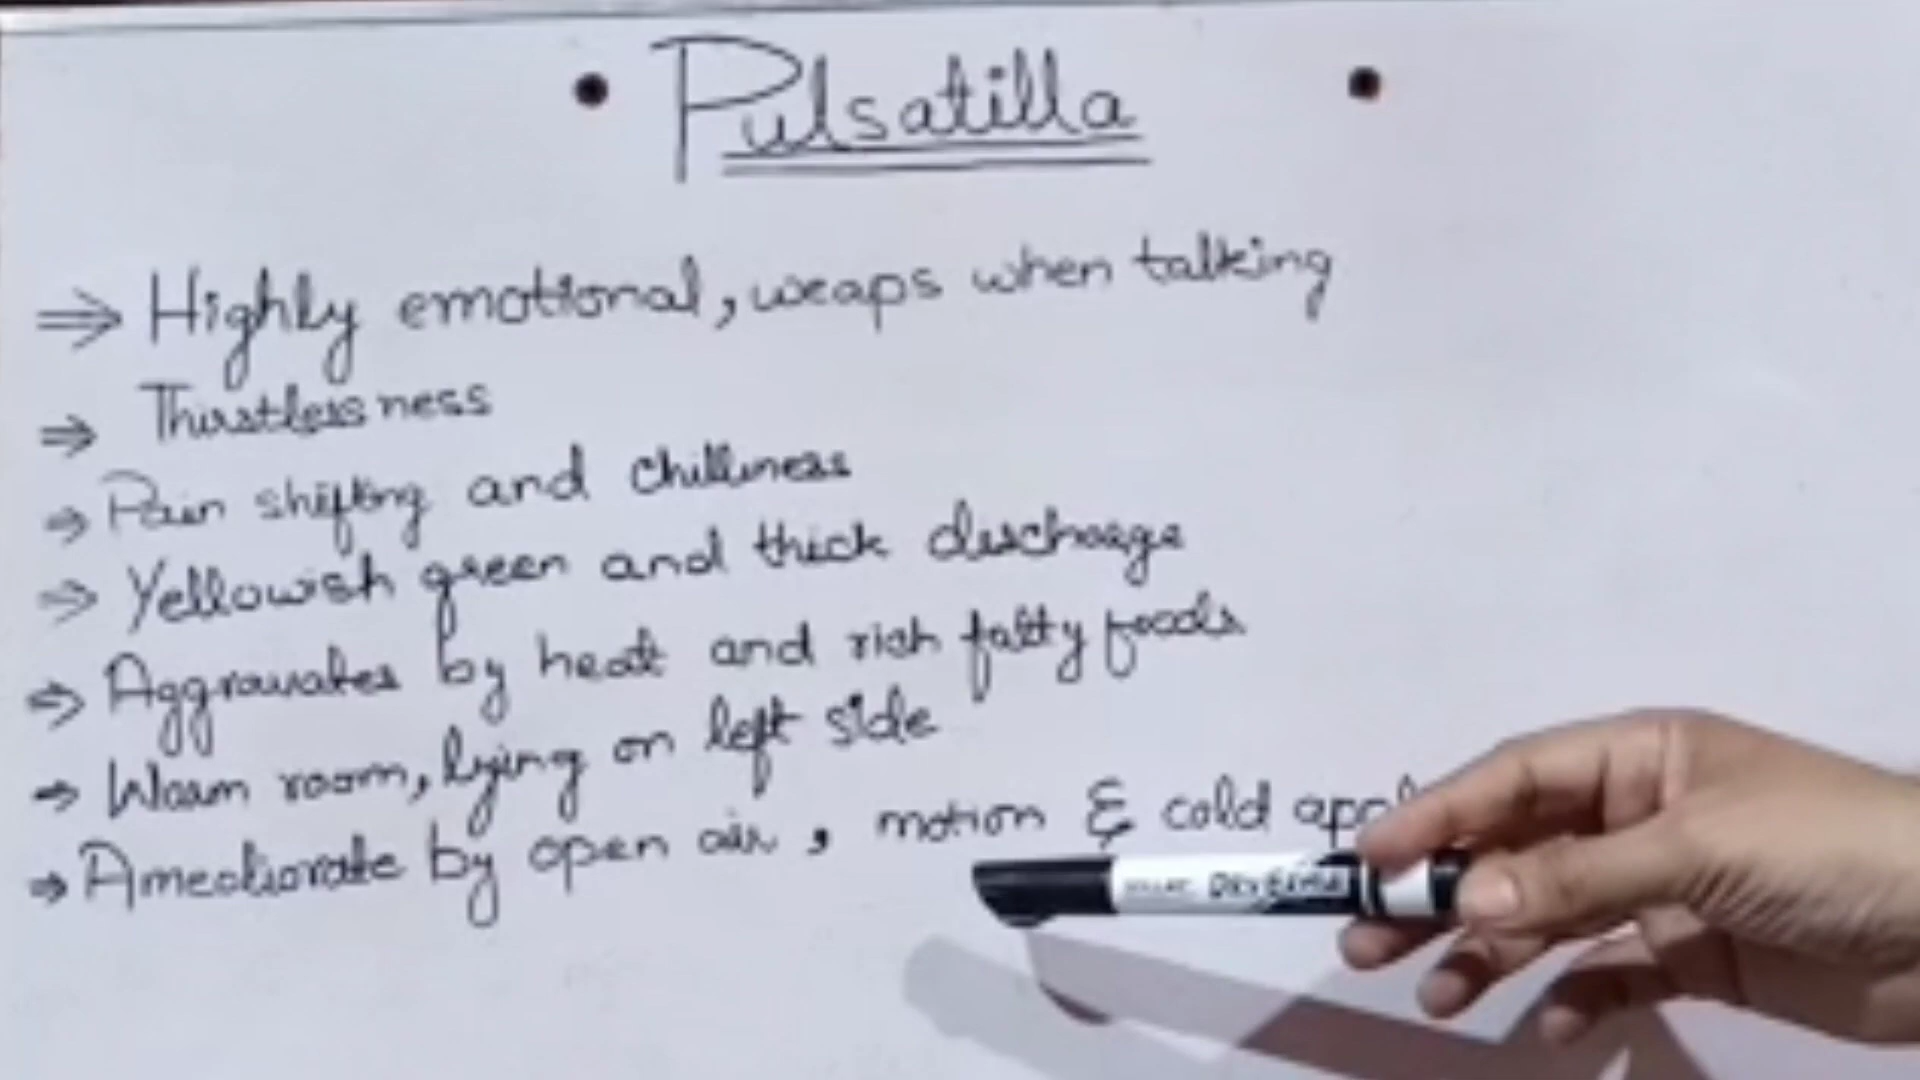 Pulsatilla
⇒ Highly emotional, weaps when talking
⇒ Thirstlessness
⇒ Pain shifting and chilliness
⇒ Yellowish green and thick discharge
⇒ Aggravates by heat and rich fatty foods
⇒ Warm room, lying on left side
⇒ Ameoliorate by open air, motion & cold